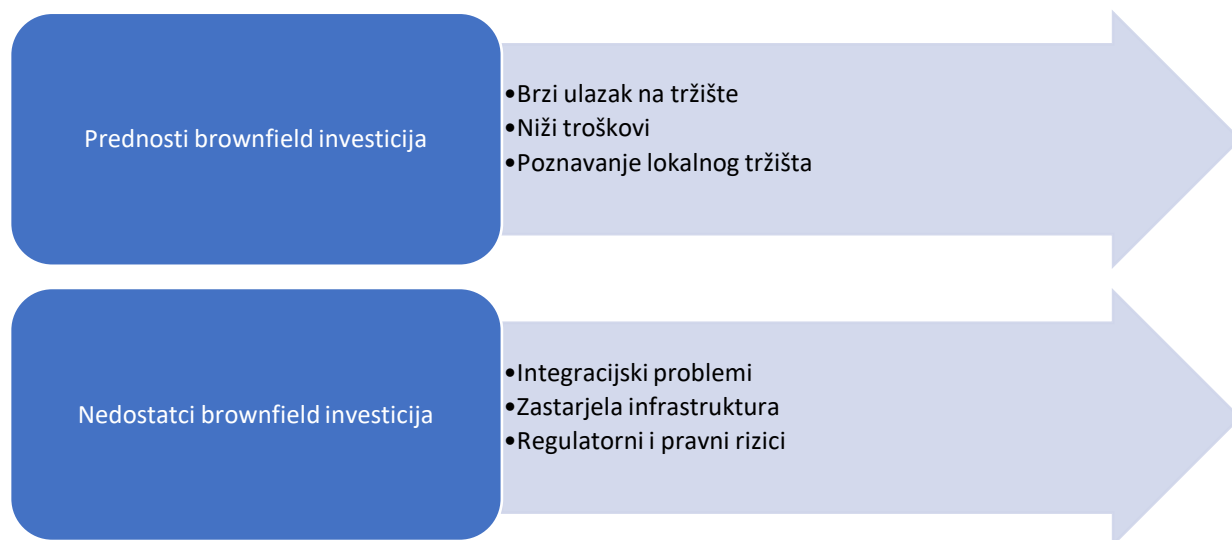 Prednosti brownfield investicija
•Brzi ulazak na tržište
•Niži troškovi
•Poznavanje lokalnog tržišta
Nedostatci brownfield investicija
•Integracijski problemi
•Zastarjela infrastruktura
•Regulatorni i pravni rizici